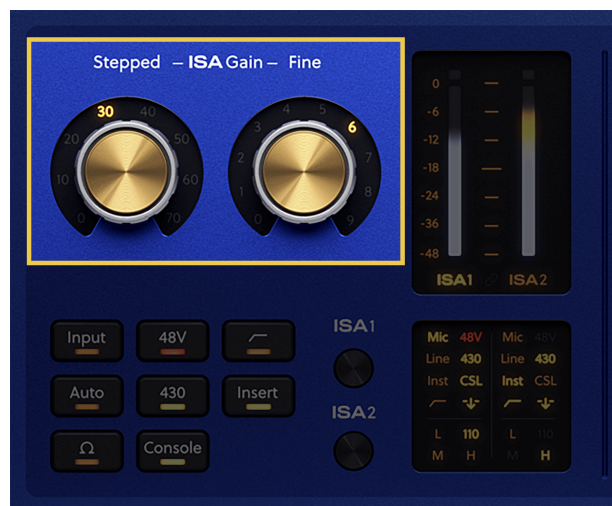 Stepped – ISA Gain – Fine
0 10 20 30 40 50 60 70
0 1 2 3 4 5 6 7 8 9
0
-6
-12
-18
-24
-36
-48
ISA1 ISA2
Input 48V
Auto 430 Insert
Ω Console
ISA1
ISA2
Mic 48V Mic 48V
Line 430 Line 430
Inst CSL Inst CSL
L 110 L 110
M H M H